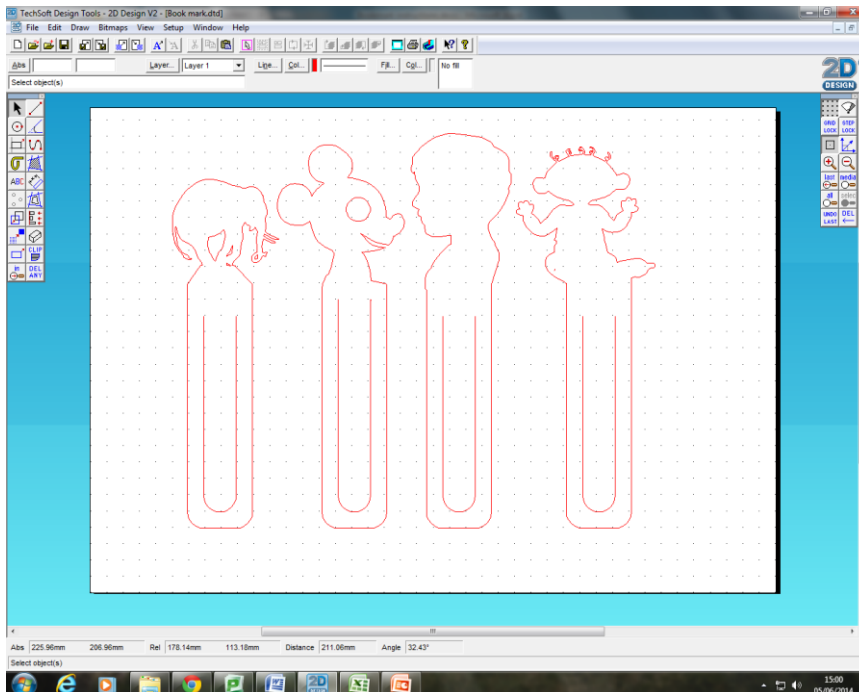 TechSoft Design Tools - 2D Design V2 - [Book mark.dtd]
File Edit Draw Bitmaps View Setup Window Help
Abs Layer... Layer 1 Line... Col... Fill... Col... No fill
Select object(s)
2D
DESIGN
ABC
CLIP
DEL
ANY
GRID LOCK STEP LOCK
last media
all
UNDO LAST DEL
Abs 225.96mm 206.96mm Rel 178.14mm 113.18mm Distance 211.06mm Angle 32.43°
Select object(s)
2D
15:00
05/06/2014